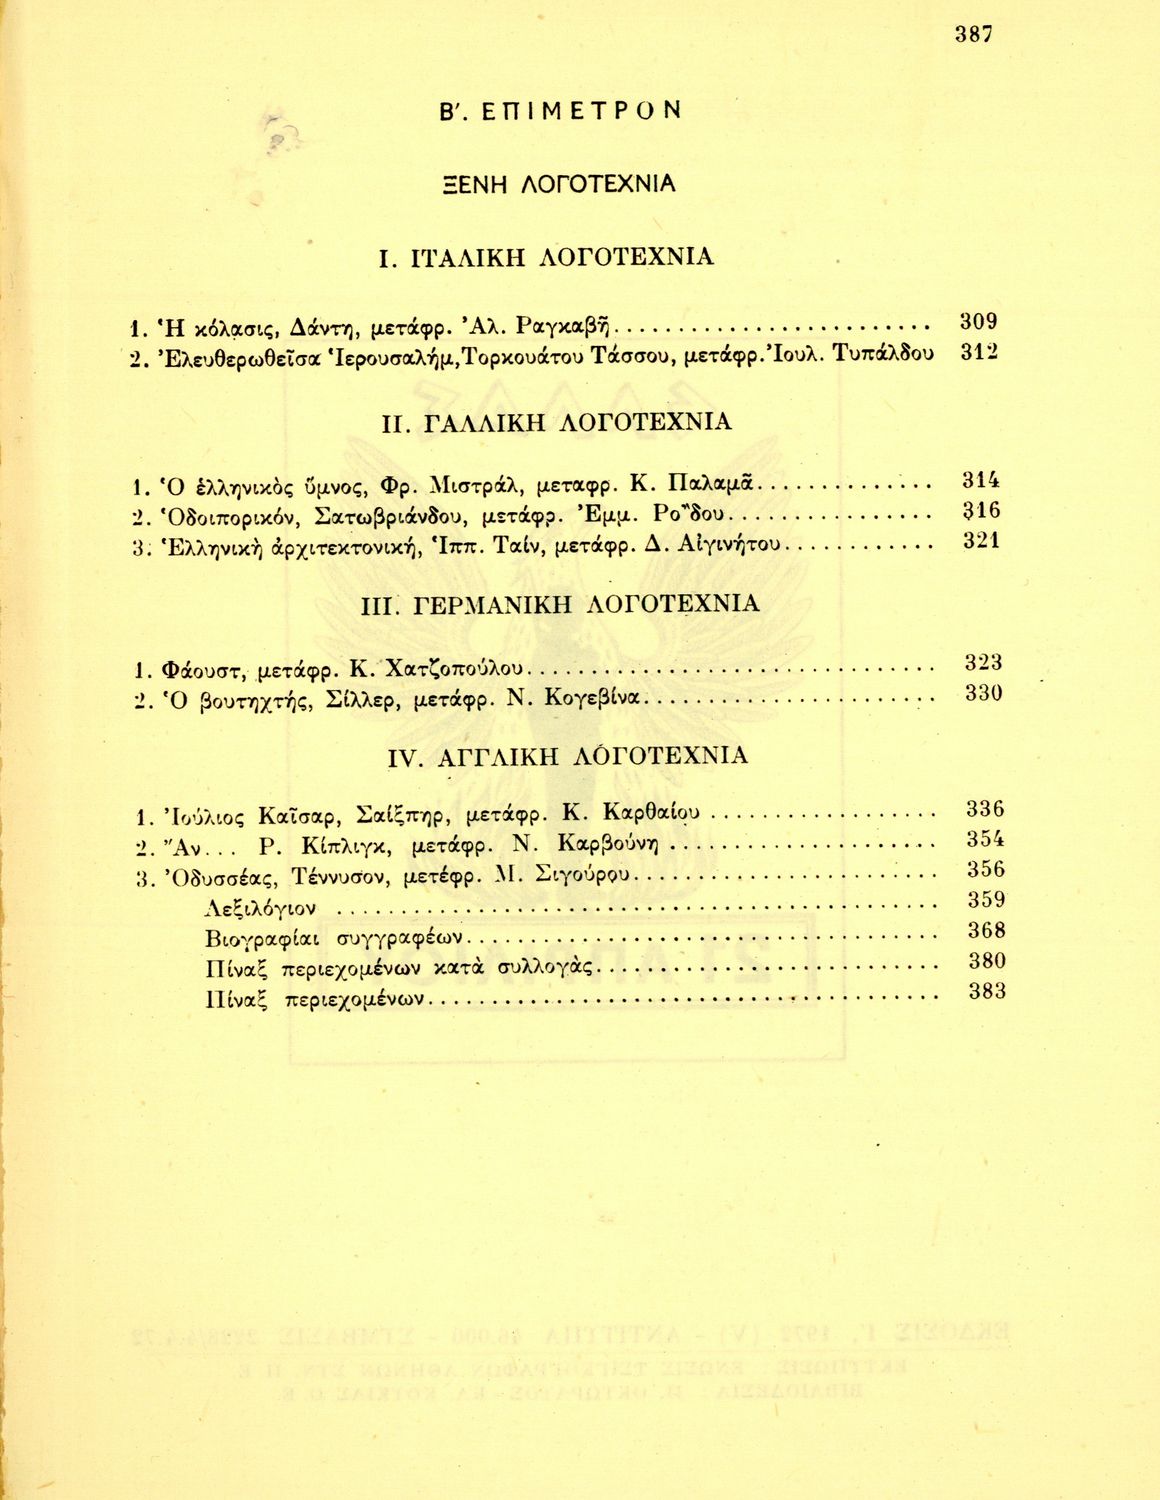 387
Β′. ΕΠΙΜΕΤΡΟΝ
ΞΕΝΗ ΛΟΓΟΤΕΧΝΙΑ
I. ΙΤΑΛΙΚΗ ΛΟΓΟΤΕΧΝΙΑ
1. Ἡ κόλασις, Δάντη, μετάφρ. Ἀλ. Ραγκαβῆ......................... 309
2. Ἐλευθερωθεῖσα Ἱερουσαλήμ,Τορκουάτου Τάσσου, μετάφρ.Ἰουλ. Τυπάλδου 312
II. ΓΑΛΛΙΚΗ ΛΟΓΟΤΕΧΝΙΑ
1. Ὁ ἑλληνικὸς ὕμνος, Φρ. Μιστράλ, μεταφρ. Κ. Παλαμᾶ.............. 314
2. Ὁδοιπορικόν, Σατωβριάνδου, μετάφρ. Ἐμμ. Ροΐδου................ 316
3. Ἑλληνικὴ ἀρχιτεκτονική, Ἱππ. Ταίν, μετάφρ. Δ. Αἰγινήτου............ 321
III. ΓΕΡΜΑΝΙΚΗ ΛΟΓΟΤΕΧΝΙΑ
1. Φάουστ, μετάφρ. Κ. Χατζοπούλου................................ 323
2. Ὁ βουτηχτής, Σίλλερ, μετάφρ. Ν. Κογεβίνα....................... 330
IV. ΑΓΓΛΙΚΗ ΛΟΓΟΤΕΧΝΙΑ
1. Ἰούλιος Καῖσαρ, Σαίξπηρ, μετάφρ. Κ. Καρθαίου .................. 336
2. Ἄν... Ρ. Κίπλιγκ, μετάφρ. Ν. Καρβούνη ..................... 354
3. Ὀδυσσέας, Τέννυσον, μετέφρ. Μ. Σιγούρου........................ 356
Λεξιλόγιον ............................................... 359
Βιογραφίαι συγγραφέων..................................... 368
Πίναξ περιεχομένων κατὰ συλλογὰς........................... 380
Πίναξ περιεχομένων........................................ 383